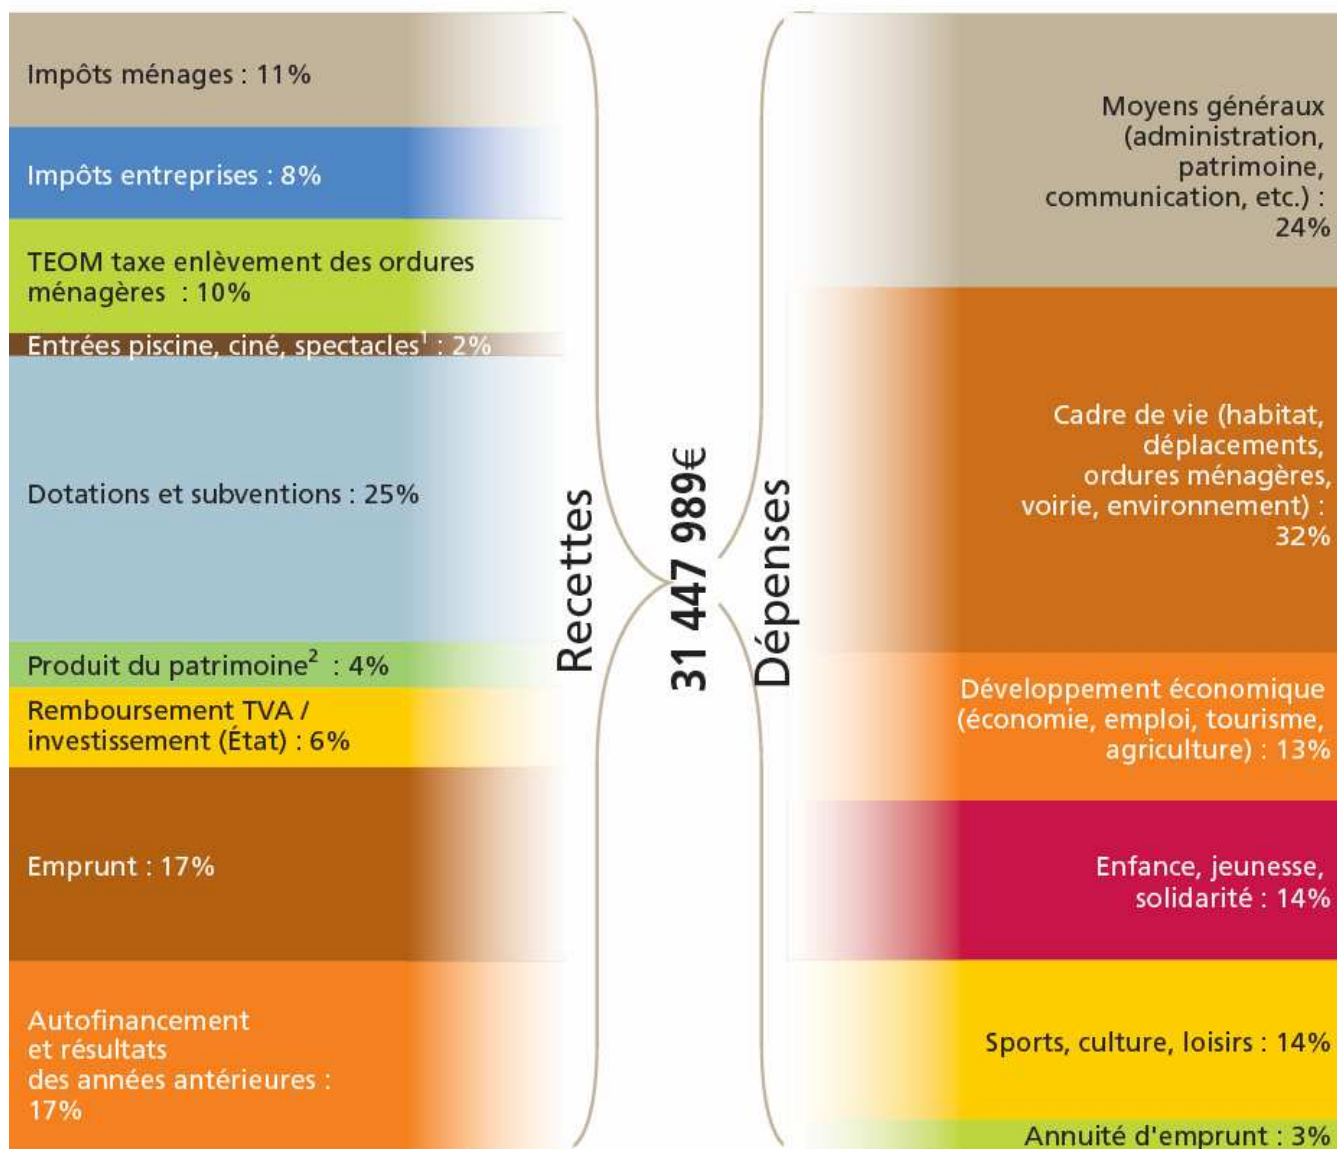 Impôts ménages : 11%
Impôts entreprises : 8%
TEOM taxe enlèvement des ordures
ménagères : 10%
Entrées piscine, ciné, spectacles¹ : 2%
Dotations et subventions : 25%
Produit du patrimoine² : 4%
Remboursement TVA /
investissement (État) : 6%
Emprunt : 17%
Autofinancement
et résultats
des années antérieures :
17%
Recettes
31 447 989€
Dépenses
Moyens généraux
(administration,
patrimoine,
communication, etc.) :
24%
Cadre de vie (habitat,
déplacements,
ordures ménagères,
voirie, environnement) :
32%
Développement économique
(économie, emploi, tourisme,
agriculture) : 13%
Enfance, jeunesse,
solidarité : 14%
Sports, culture, loisirs : 14%
Annuité d'emprunt : 3%